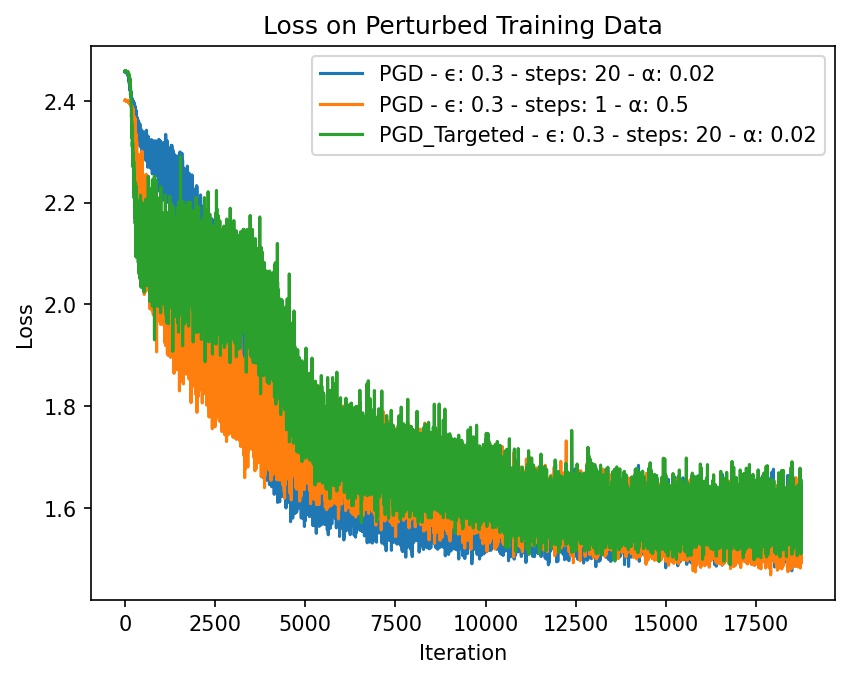 Loss on Perturbed Training Data
PGD - ϵ: 0.3 - steps: 20 - α: 0.02
PGD - ϵ: 0.3 - steps: 1 - α: 0.5
PGD_Targeted - ϵ: 0.3 - steps: 20 - α: 0.02
Loss
2.4
2.2
2.0
1.8
1.6
0 2500 5000 7500 10000 12500 15000 17500
Iteration